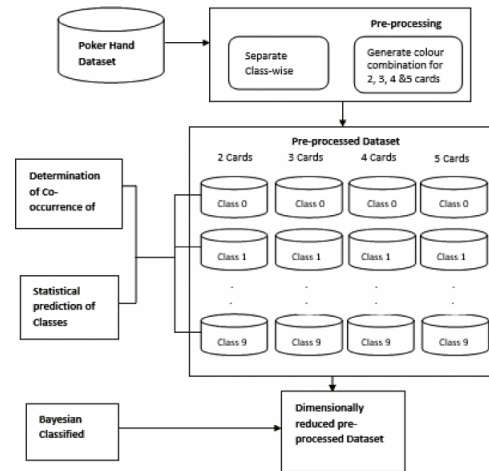 Pre-processing
Poker Hand
Dataset
Separate
Class-wise
Generate colour
combination for
2, 3, 4 &5 cards
Pre-processed Dataset
2 Cards 3 Cards 4 Cards 5 Cards
Determination
of Co-
occurrence of
Class 0 Class 0 Class 0 Class 0
Class 1 Class 1 Class 1 Class 1
. . . .
. . . .
Statistical
prediction of
Classes
Class 9 Class 9 Class 9 Class 9
Bayesian
Classified
Dimensionally
reduced pre-
processed Dataset